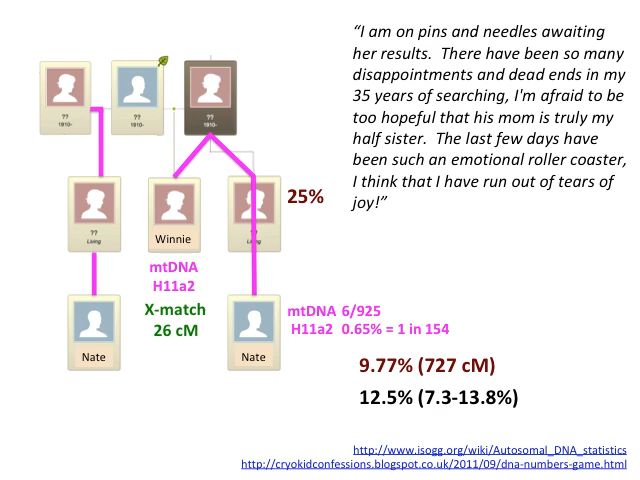 “I am on pins and needles awaiting
her results. There have been so many
disappointments and dead ends in my
35 years of searching, I'm afraid to be
too hopeful that his mom is truly my
half sister. The last few days have
been such an emotional roller coaster,
I think that I have run out of tears of
joy!”
??
1910-
??
1910-
??
1910-
??
Living
Winnie
Living
25%
mtDNA
H11a2
X-match
26 cM
Nate
Nate
mtDNA 6/925
H11a2 0.65% = 1 in 154
9.77% (727 cM)
12.5% (7.3-13.8%)
http://www.isogg.org/wiki/Autosomal_DNA_statistics
http://cryokidconfessions.blogspot.co.uk/2011/09/dna-numbers-game.html